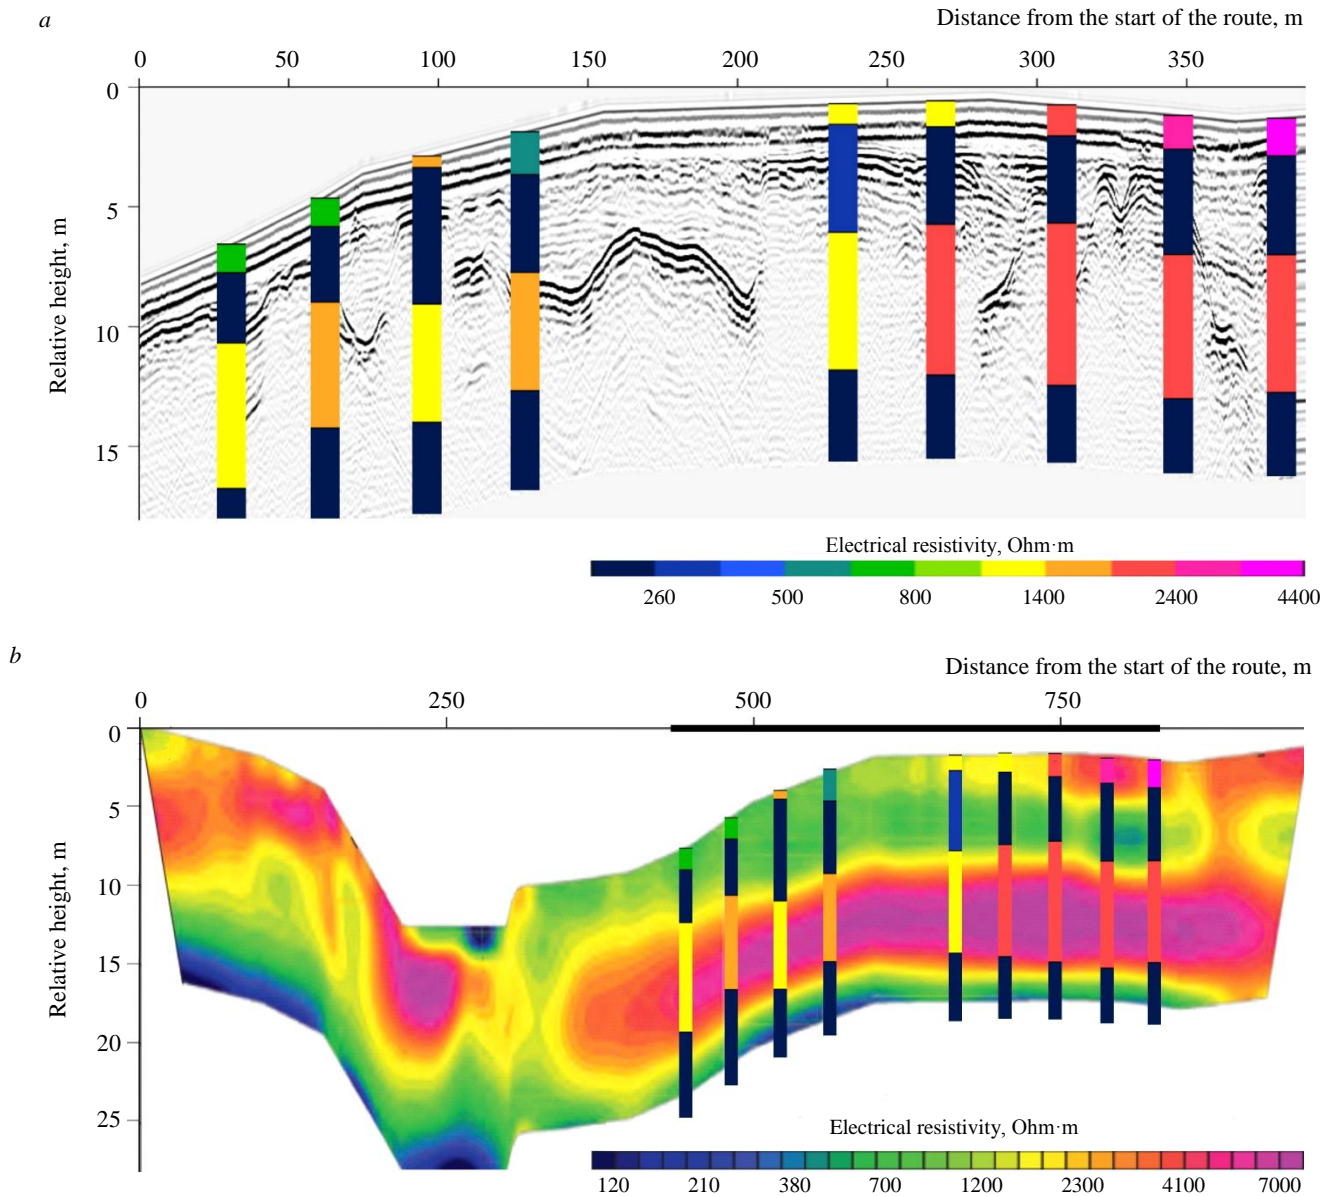 a
Distance from the start of the route, m
0 50 100 150 200 250 300 350
0
5
10
15
Relative height, m
Electrical resistivity, Ohm·m
260 500 800 1400 2400 4400
b
Distance from the start of the route, m
0 250 500 750
0
5
10
15
20
25
Relative height, m
Electrical resistivity, Ohm·m
120 210 380 700 1200 2300 4100 7000